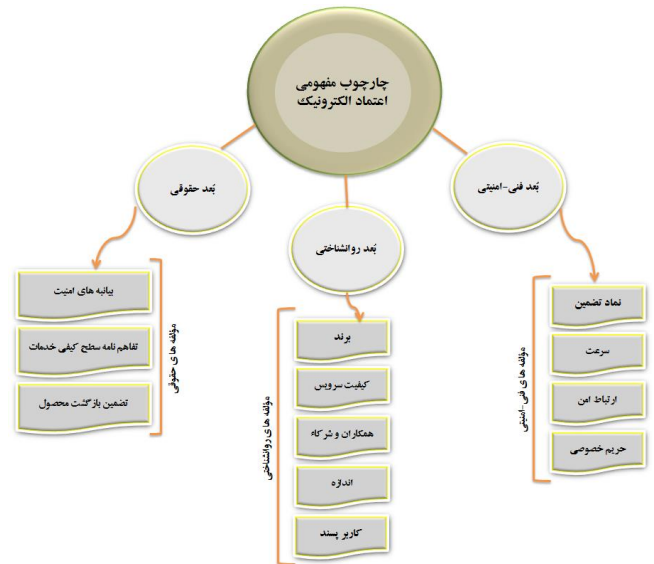 چارچوب مفهومی
اعتماد الکترونیک
بُعد فنی-امنیتی
بُعد روانشناختی
بُعد حقوقی
مؤلفه های فنی-امنیتی
نماد تضمین
سرعت
ارتباط امن
حریم خصوصی
مؤلفه های روانشناختی
برند
کیفیت سرویس
همکاران و شرکاء
اندازه
کاربر پسند
مؤلفه های حقوقی
بیانیه های امنیت
تفاهم نامه سطح کیفی خدمات
تضمین بازگشت محصول